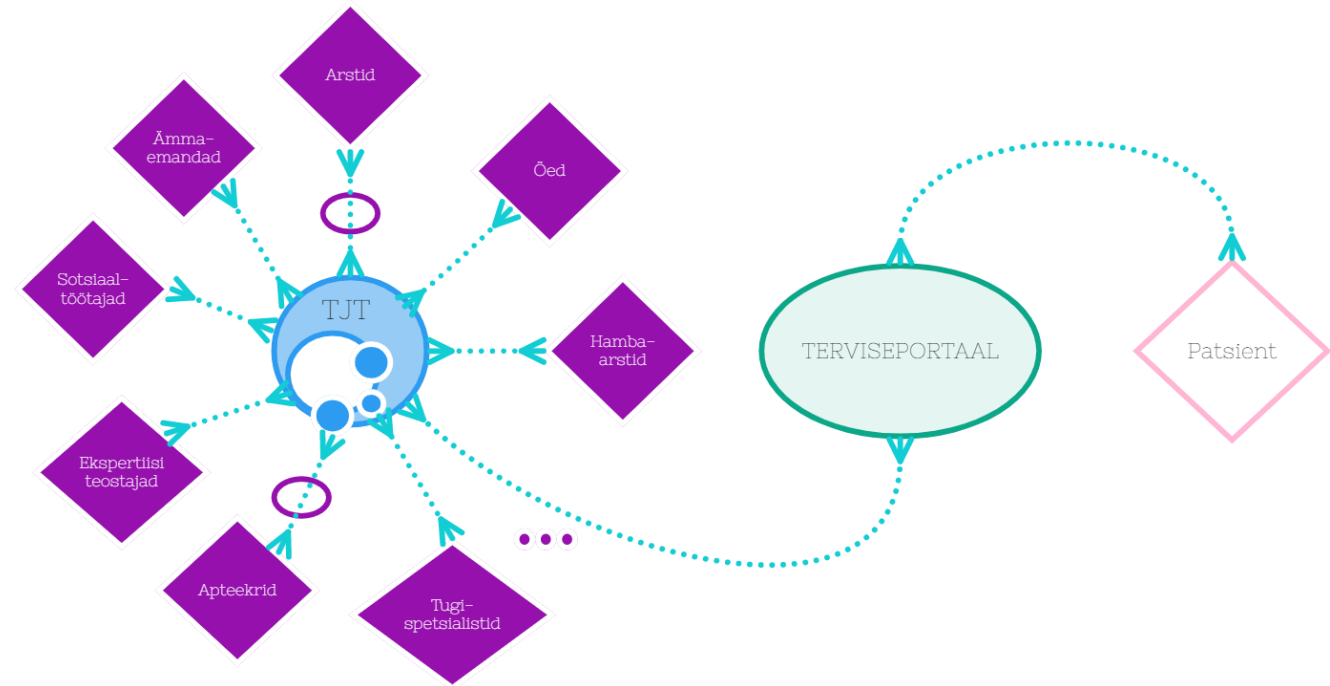 Arstid
Ämma-
emandad
Õed
Sotsiaal-
töötajad
TJT
Hamba-
arstid
TERVISEPORTAAL
Patsient
Ekspertiisi
teostajad
Apteekrid
Tugi-
spetsialistid